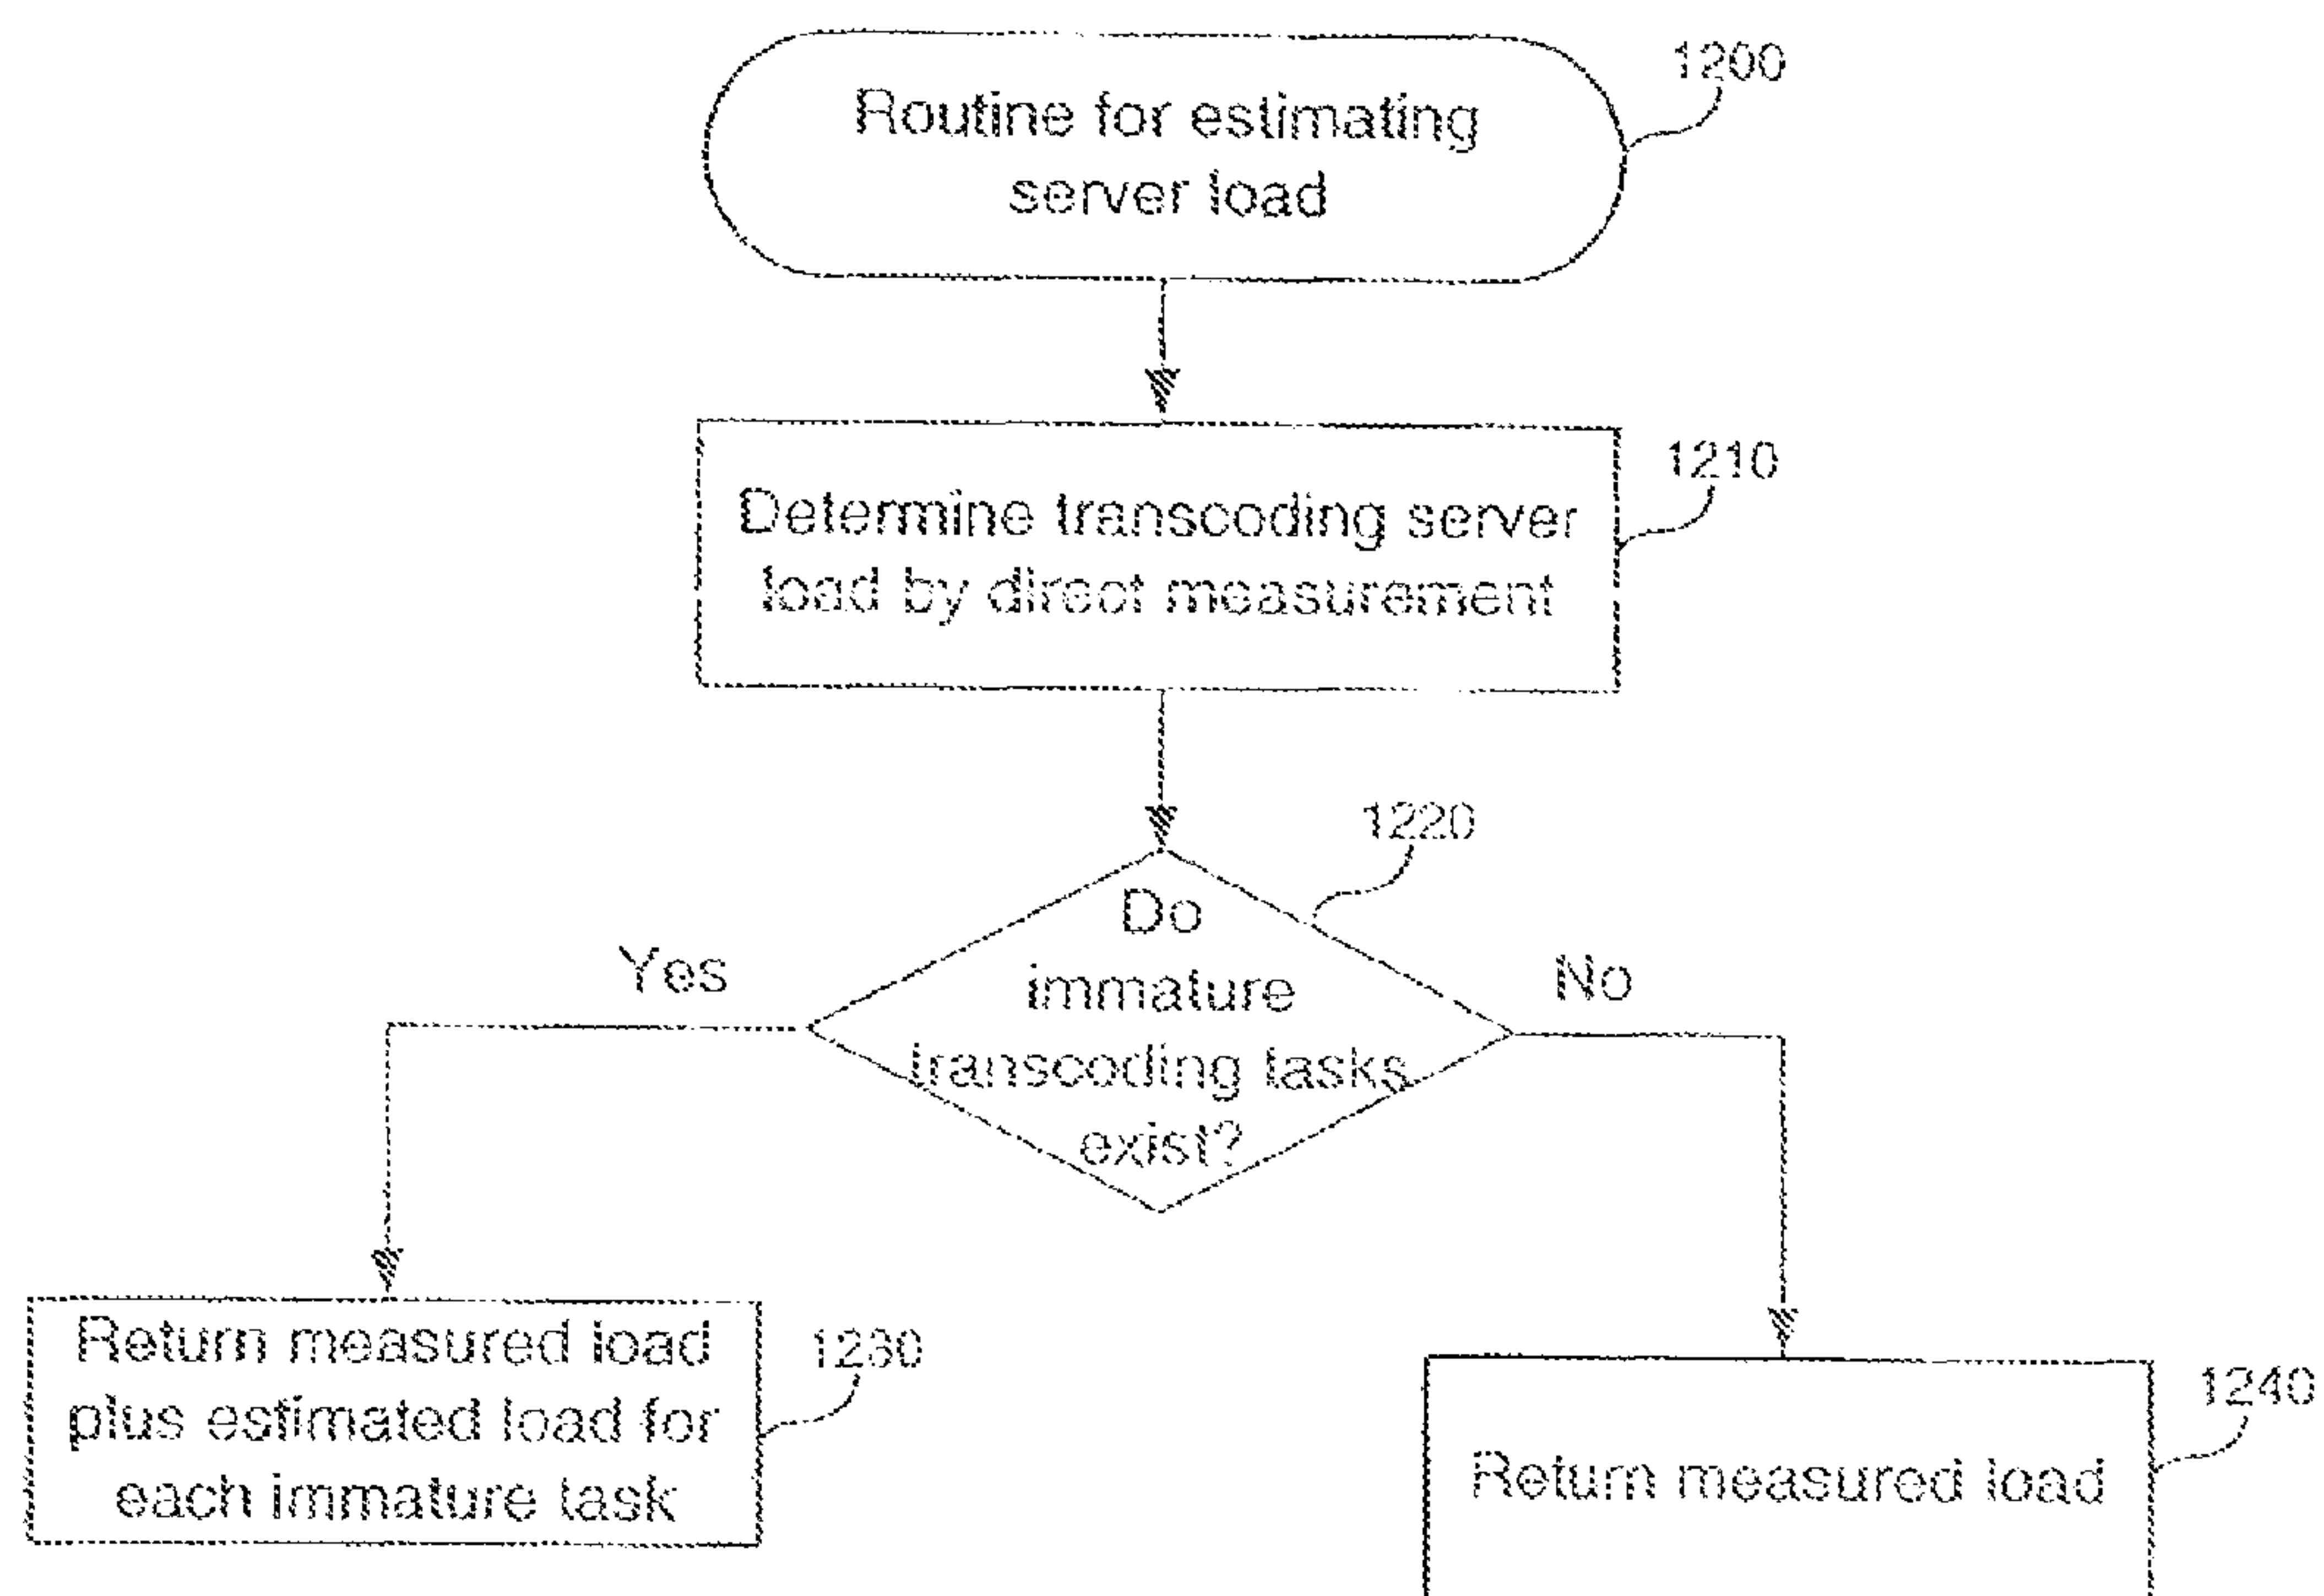 1200
Routine for estimating
server load
1210
Determine transcoding server
load by direct measurement
1220
Do
immature
transcoding tasks
exist?
Yes
No
Return measured load
plus estimated load for
each immature task
1230
1240
Return measured load